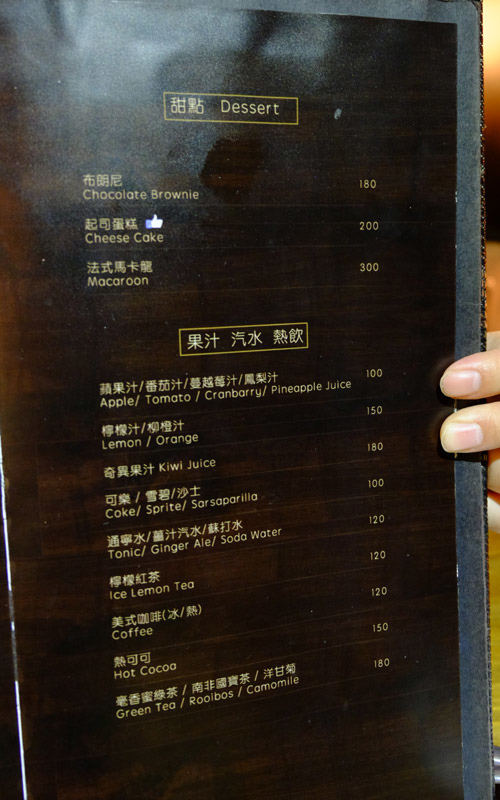 甜點 Dessert
布朗尼 180
Chocolate Brownie
起司蛋糕 200
Cheese Cake
法式馬卡龍 300
Macaroon
果汁 汽水 熱飲
蘋果汁/番茄汁/蔓越莓汁/鳳梨汁 100
Apple/ Tomato / Cranbarry/ Pineapple Juice
檸檬汁/柳橙汁 150
Lemon / Orange
奇異果汁 Kiwi Juice 180
可樂 / 雪碧/沙士 100
Coke/ Sprite/ Sarsaparilla
通寧水/薑汁汽水/蘇打水 120
Tonic/ Ginger Ale/ Soda Water
檸檬紅茶 120
Ice Lemon Tea
美式咖啡(冰/熱) 120
Coffee
熱可可 150
Hot Cocoa
毫香蜜綠茶 / 南非國寶茶 / 洋甘菊 180
Green Tea / Rooibos / Camomile